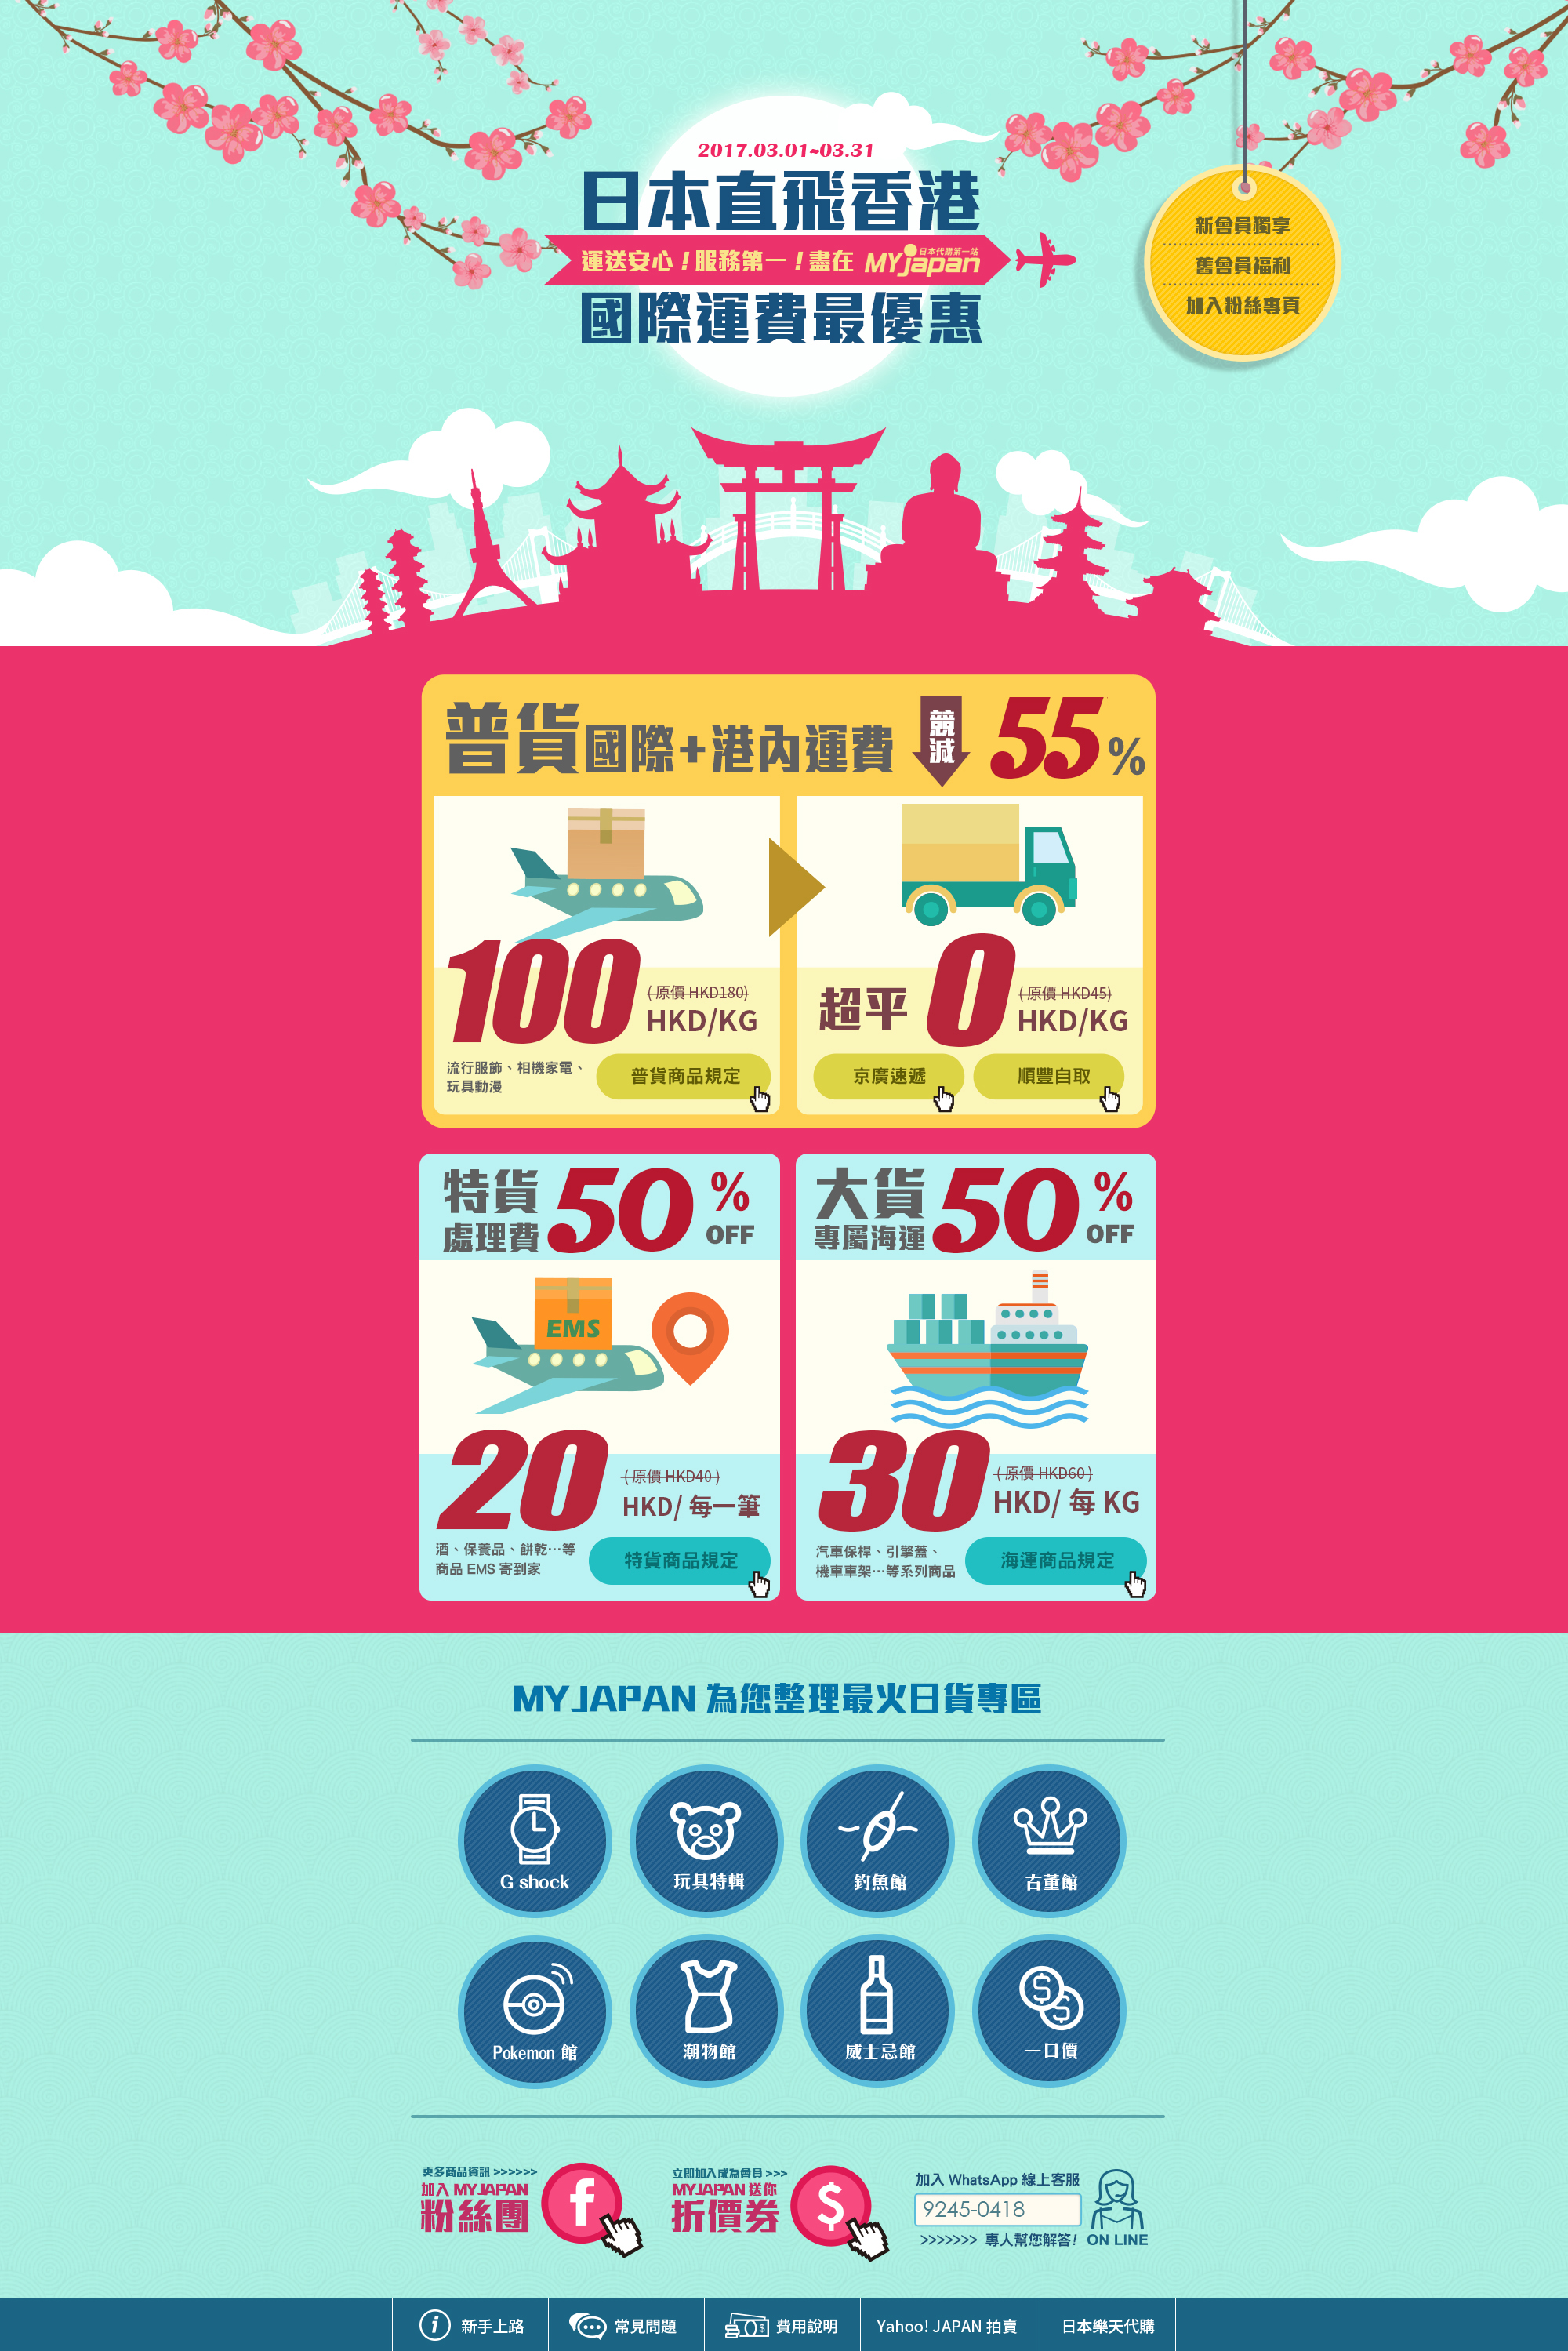 2017.03.01~03.31
日本直飛香港
運送安心!服務第一!盡在 MYjapan 日本代購第一站
國際運費最優惠
新會員獨享
舊會員福利
加入粉絲專頁
普貨國際+港內運費 競減 55%
100 (原價 HKD180) HKD/KG
流行服飾、相機家電、
玩具動漫
普貨商品規定
超平 0 (原價 HKD45) HKD/KG
京廣速遞
順豐自取
特貨
處理費
50% OFF
EMS
20 (原價 HKD40) HKD/ 每一筆
酒、保養品、餅乾…等
商品 EMS 寄到家
特貨商品規定
大貨
專屬海運
50% OFF
30 (原價 HKD60) HKD/ 每 KG
汽車保桿、引擎蓋、
機車車架…等系列商品
海運商品規定
MYJAPAN 為您整理最火日貨專區
G shock
玩具特輯
釣魚館
古董館
Pokemon 館
潮物館
威士忌館
一口價
更多商品資訊 >>>>>>
加入 MYJAPAN
粉絲團
f
立即加入成為會員 >>>
MYJAPAN 送你
折價券
$
加入 WhatsApp 線上客服
9245-0418
>>>>>>> 專人幫您解答! ON LINE
新手上路
常見問題
費用說明
Yahoo! JAPAN 拍賣
日本樂天代購